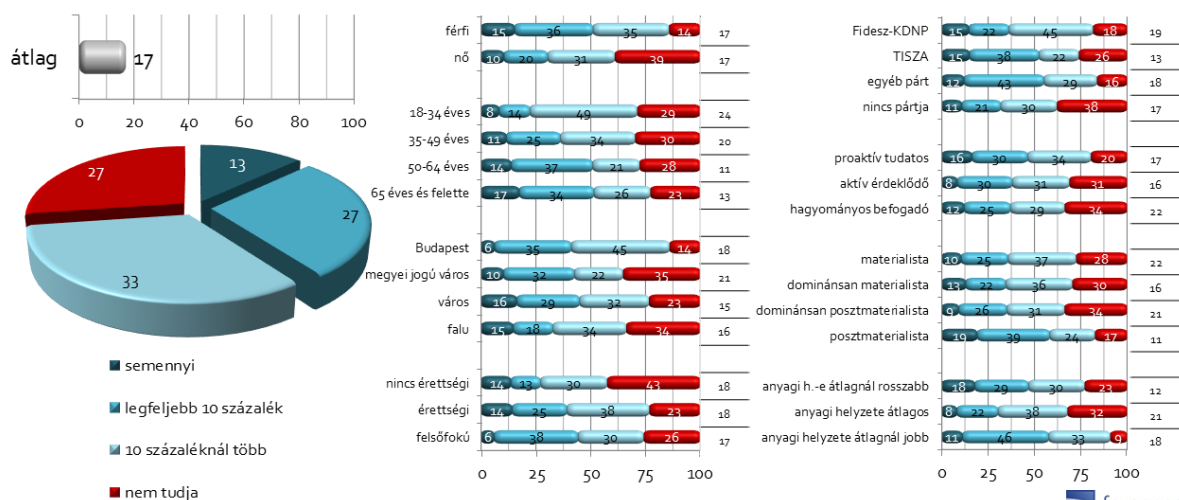 átlag 17
0 20 40 60 80 100
13
27
33
27
semennyi
legfeljebb 10 százalék
10 százaléknál több
nem tudja
férfi 15 36 35 14 17
nő 10 20 31 39 17
18-34 éves 8 14 49 29 24
35-49 éves 11 25 34 30 20
50-64 éves 14 37 21 28 11
65 éves és felette 17 34 26 23 13
Budapest 6 35 45 14 18
megyei jogú város 10 32 22 35 21
város 16 29 32 23 15
falu 15 18 34 34 16
nincs érettségi 14 13 30 43 18
érettségi 14 25 38 23 18
felsőfokú 6 38 30 26 17
0 25 50 75 100
Fidesz-KDNP 15 22 45 18 19
TISZA 15 38 22 26 13
egyéb párt 12 43 29 16 18
nincs pártja 11 21 30 38 17
proaktív tudatos 16 30 34 20 17
aktív érdeklődő 8 30 31 31 16
hagyományos befogadó 12 25 29 34 22
materialista 10 25 37 28 22
dominánsan materialista 13 22 36 30 16
dominánsan posztmaterialista 9 26 31 34 21
posztmaterialista 19 39 24 17 11
anyagi h.-e átlagnál rosszabb 18 29 30 23 12
anyagi helyzete átlagos 8 22 38 32 21
anyagi helyzete átlagnál jobb 11 46 33 9 18
0 25 50 75 100